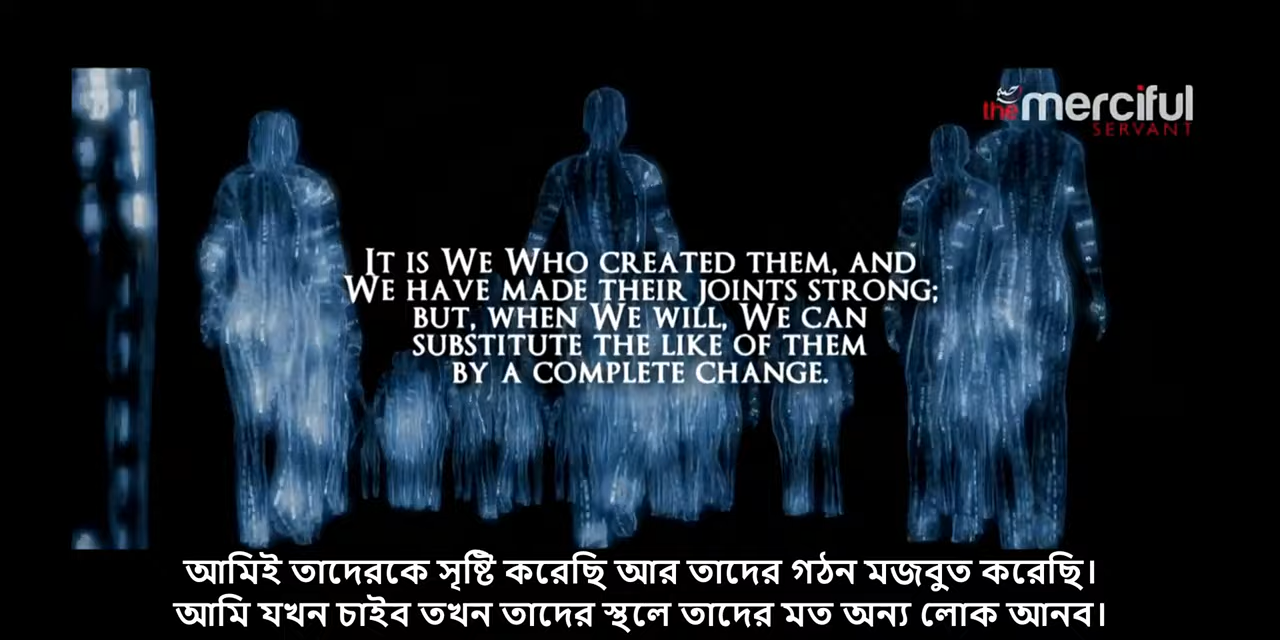 the merciful
SERVANT
IT IS WE WHO CREATED THEM, AND
WE HAVE MADE THEIR JOINTS STRONG;
BUT, WHEN WE WILL, WE CAN
SUBSTITUTE THE LIKE OF THEM
BY A COMPLETE CHANGE.
আমিই তাদেরকে সৃষ্টি করেছি আর তাদের গঠন মজবুত করেছি।
আমি যখন চাইব তখন তাদের স্থলে তাদের মত অন্য লোক আনব।